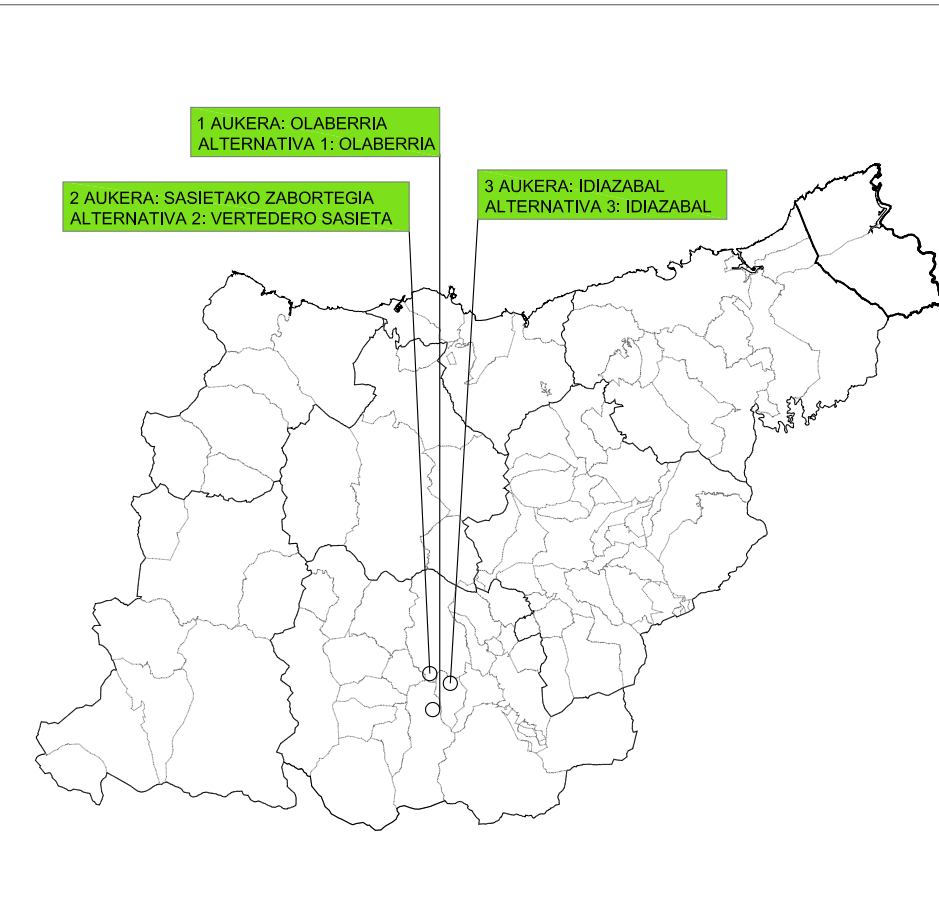 1 AUKERA: OLABERRIA
ALTERNATIVA 1: OLABERRIA
2 AUKERA: SASIETAKO ZABORTEGIA
ALTERNATIVA 2: VERTEDERO SASIETA
3 AUKERA: IDIAZABAL
ALTERNATIVA 3: IDIAZABAL